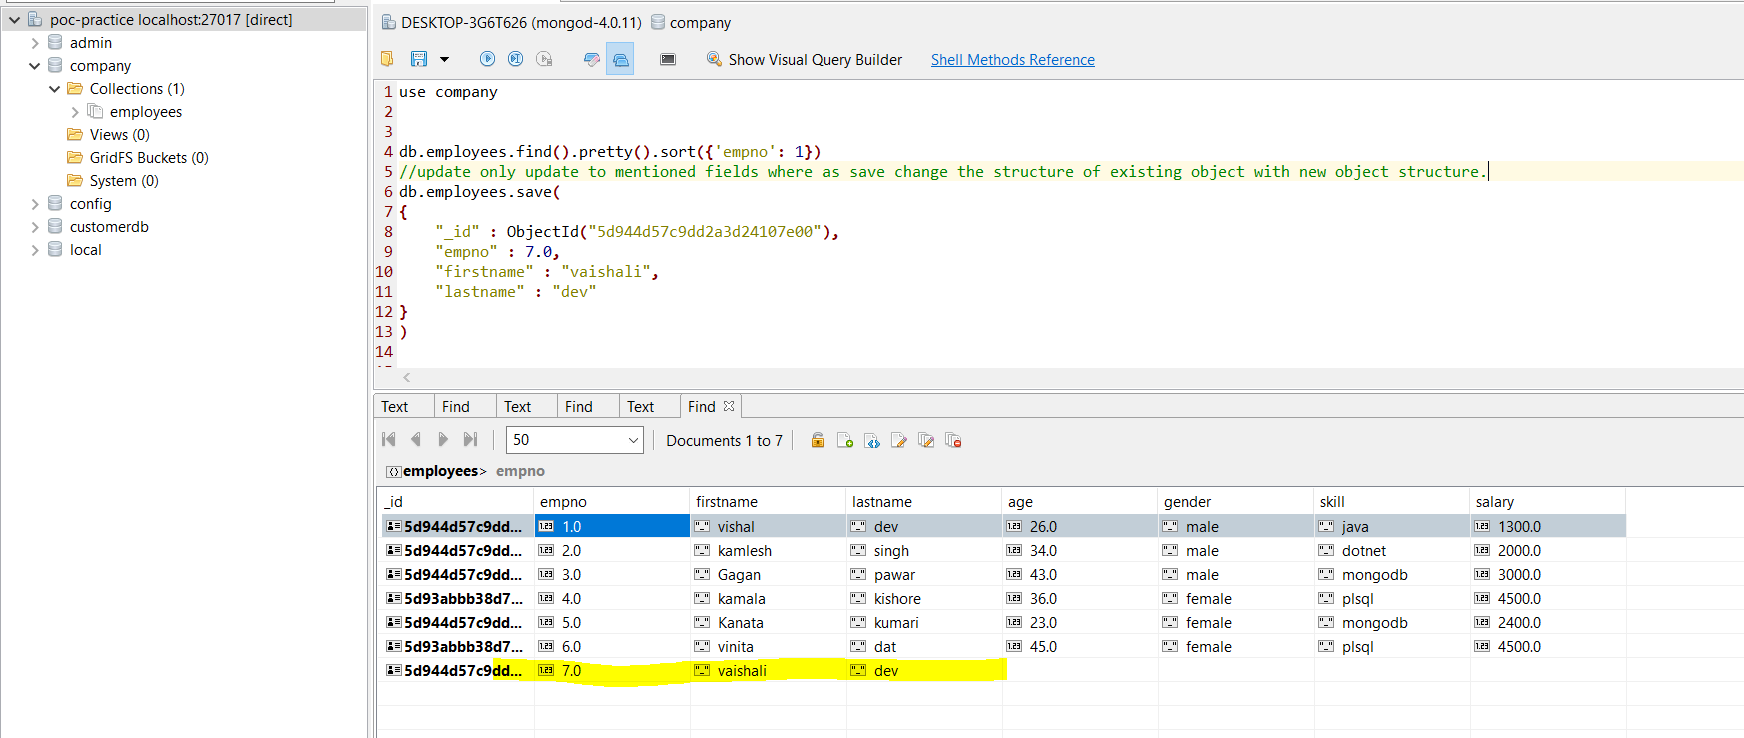 poc-practice localhost:27017 [direct]
admin
company
Collections (1)
employees
Views (0)
GridFS Buckets (0)
System (0)
config
customerdb
local
DESKTOP-3G6T626 (mongod-4.0.11) company
Show Visual Query Builder Shell Methods Reference
1 use company
2
3
4 db.employees.find().pretty().sort({'empno': 1})
5 //update only update to mentioned fields where as save change the structure of existing object with new object structure.
6 db.employees.save(
7 {
8 "_id" : ObjectId("5d944d57c9dd2a3d24107e00"),
9 "empno" : 7.0,
10 "firstname" : "vaishali",
11 "lastname" : "dev"
12 }
13 )
14
Text Find Text Find Text Find
50 Documents 1 to 7
employees> empno
_id empno firstname lastname age gender skill salary
5d944d57c9dd... 1.0 vishal dev 26.0 male java 1300.0
5d944d57c9dd... 2.0 kamlesh singh 34.0 male dotnet 2000.0
5d944d57c9dd... 3.0 Gagan pawar 43.0 male mongodb 3000.0
5d93abbb38d7... 4.0 kamala kishore 36.0 female plsql 4500.0
5d944d57c9dd... 5.0 Kanata kumari 23.0 female mongodb 2400.0
5d93abbb38d7... 6.0 vinita dat 45.0 female plsql 4500.0
5d944d57c9dd... 7.0 vaishali dev